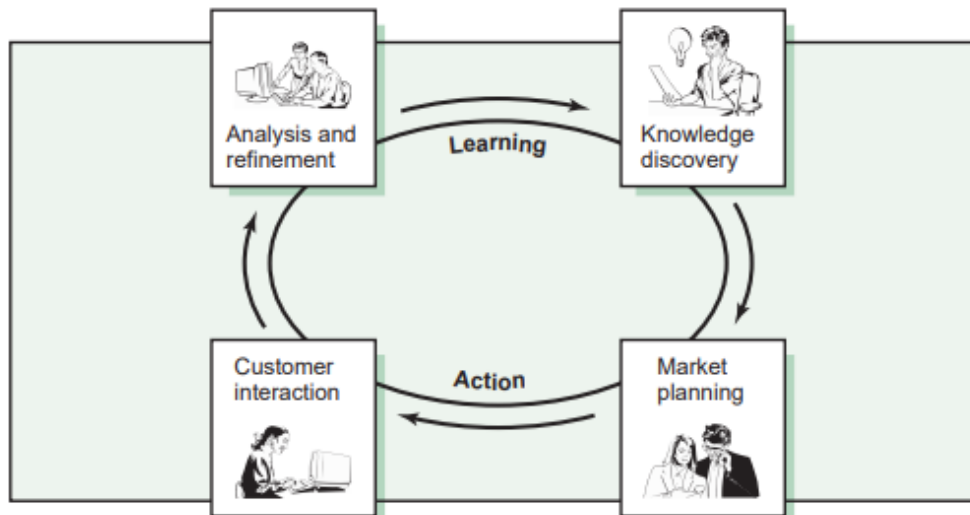 Analysis and
refinement
Learning
Knowledge
discovery
Customer
interaction
Action
Market
planning